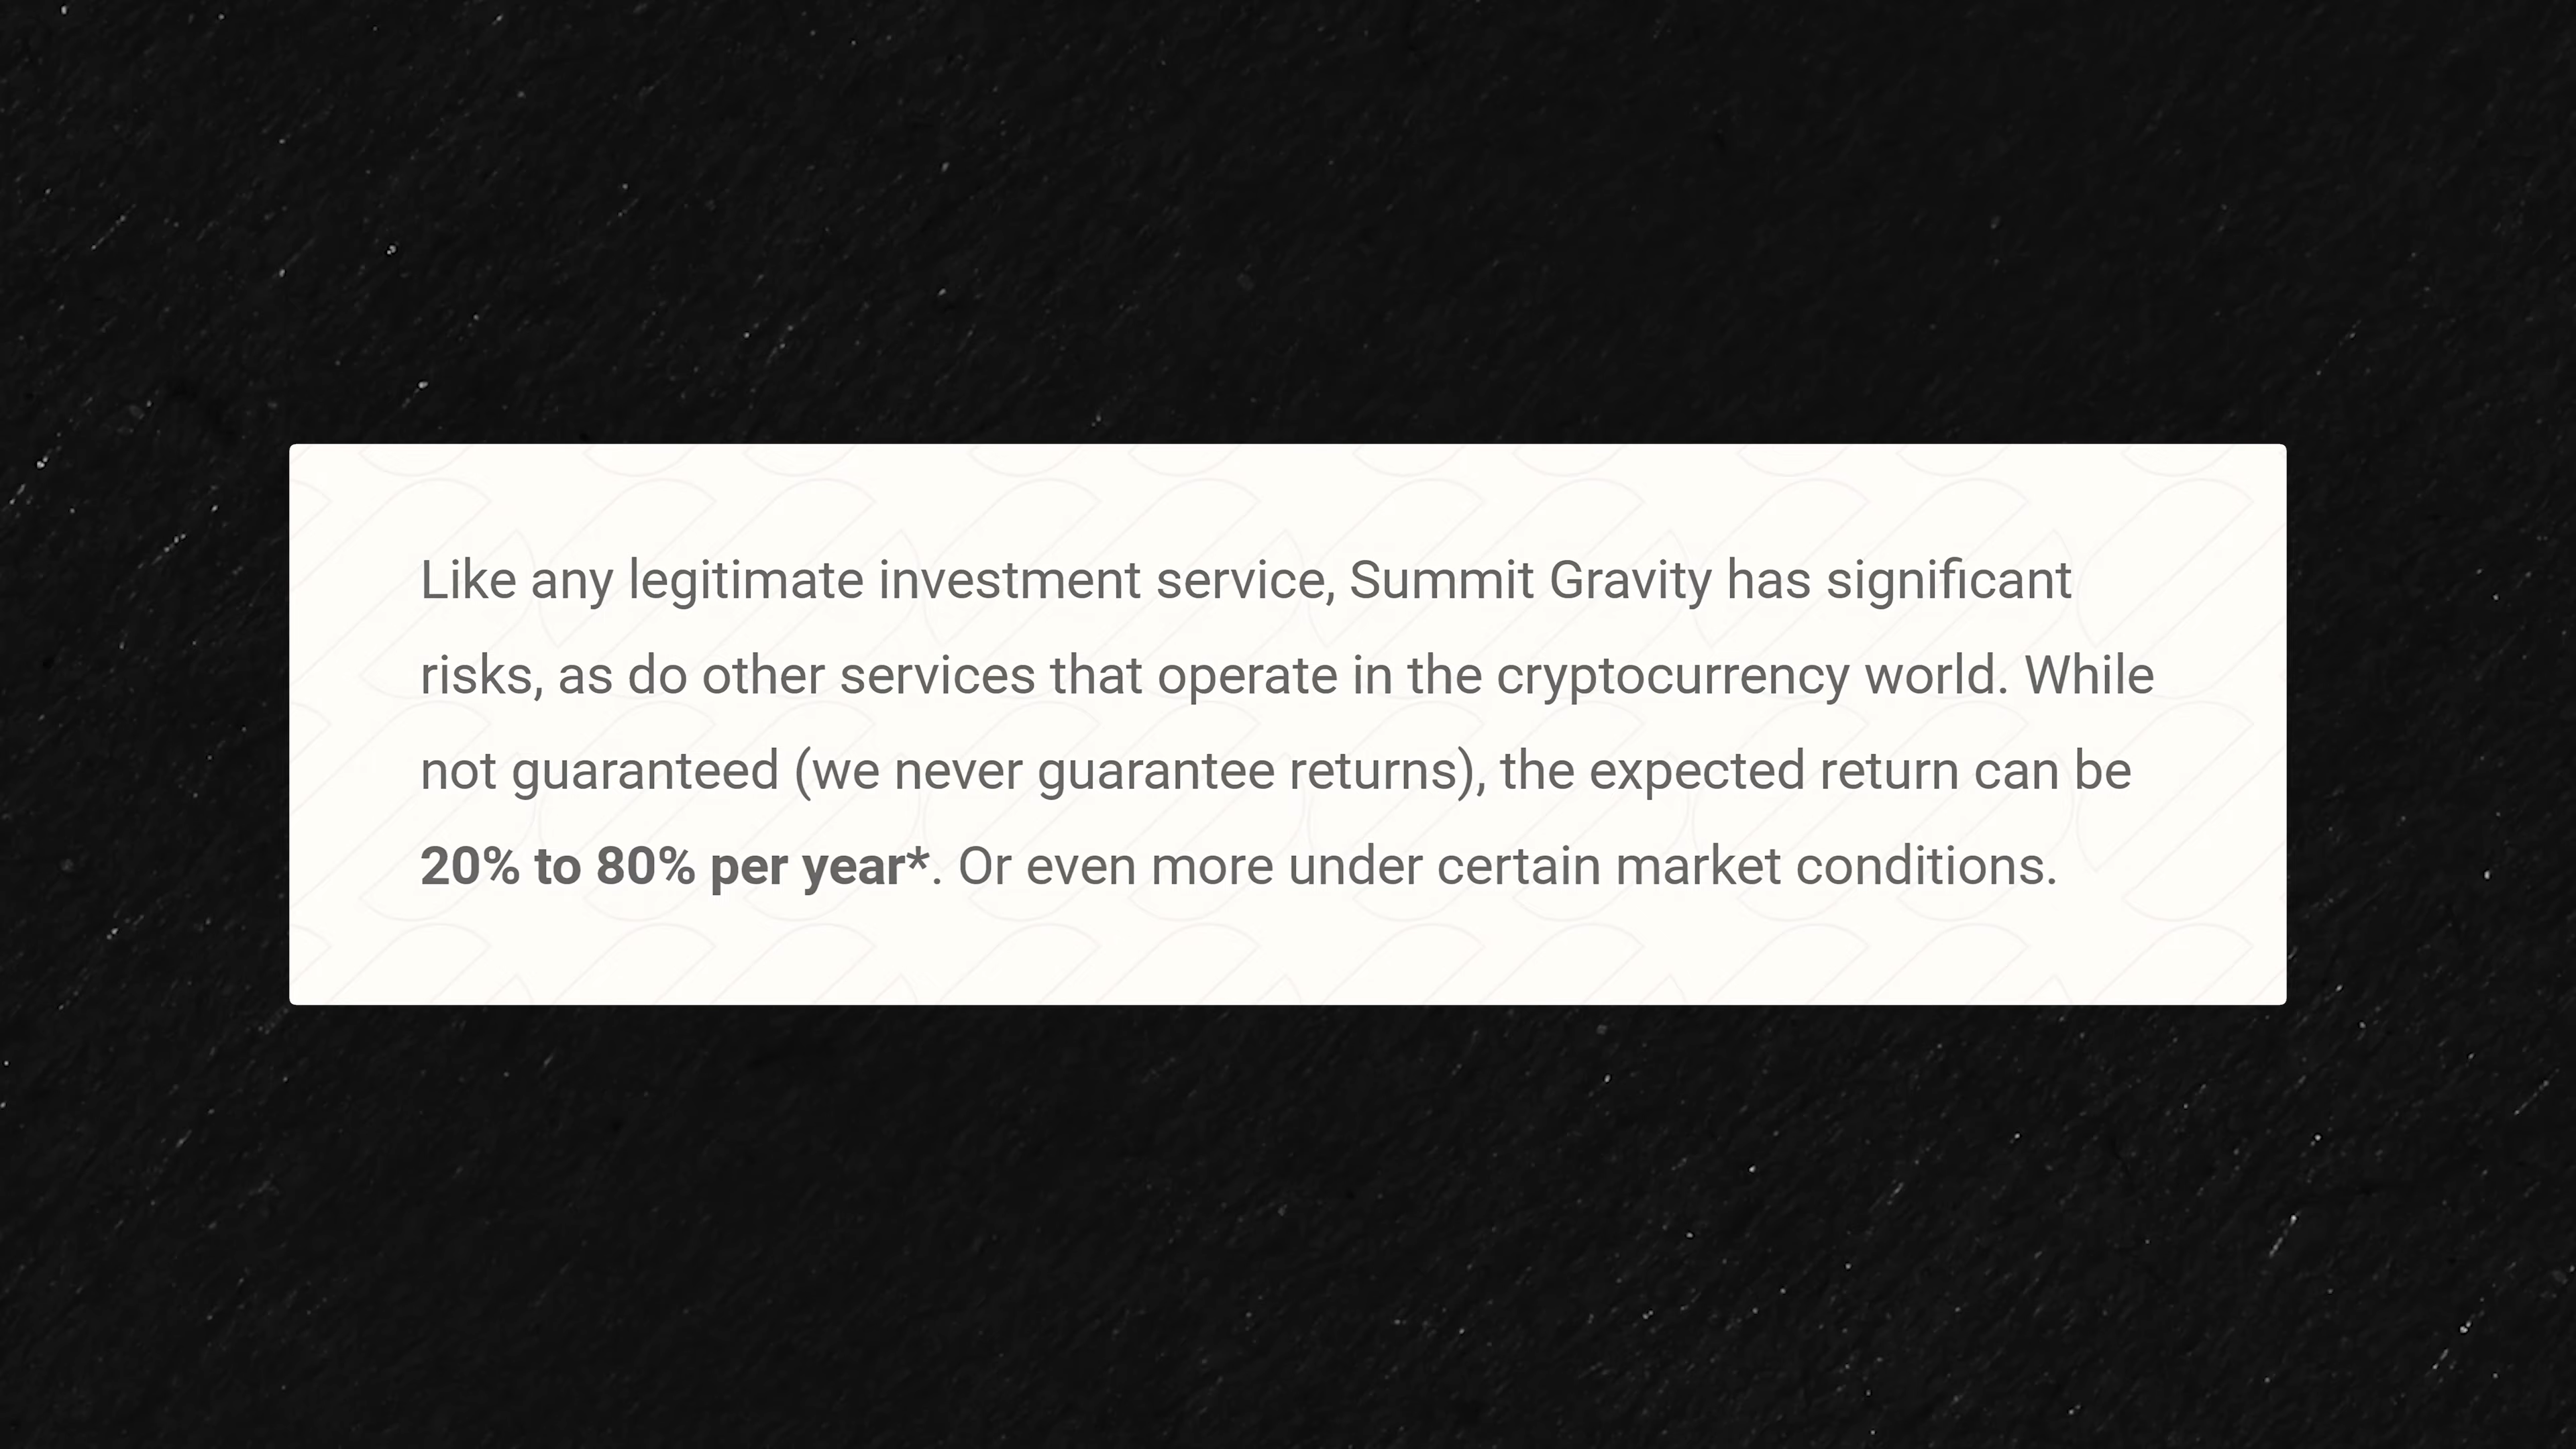 Like any legitimate investment service, Summit Gravity has significant
risks, as do other services that operate in the cryptocurrency world. While
not guaranteed (we never guarantee returns), the expected return can be
20% to 80% per year*. Or even more under certain market conditions.